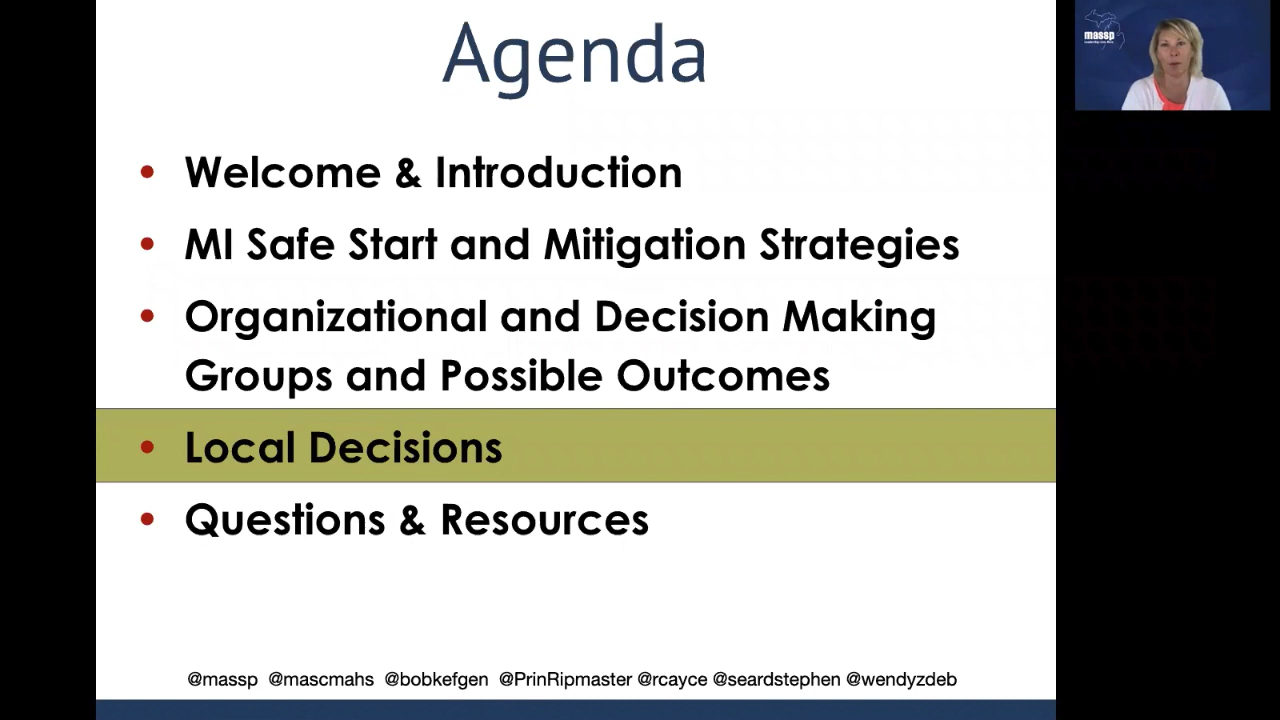 Agenda
• Welcome & Introduction
• MI Safe Start and Mitigation Strategies
• Organizational and Decision Making
Groups and Possible Outcomes
• Local Decisions
• Questions & Resources
@massp @mascmahs @bobkefgen @PrinRipmaster @rcayce @seardstephen @wendyzdeb
massp